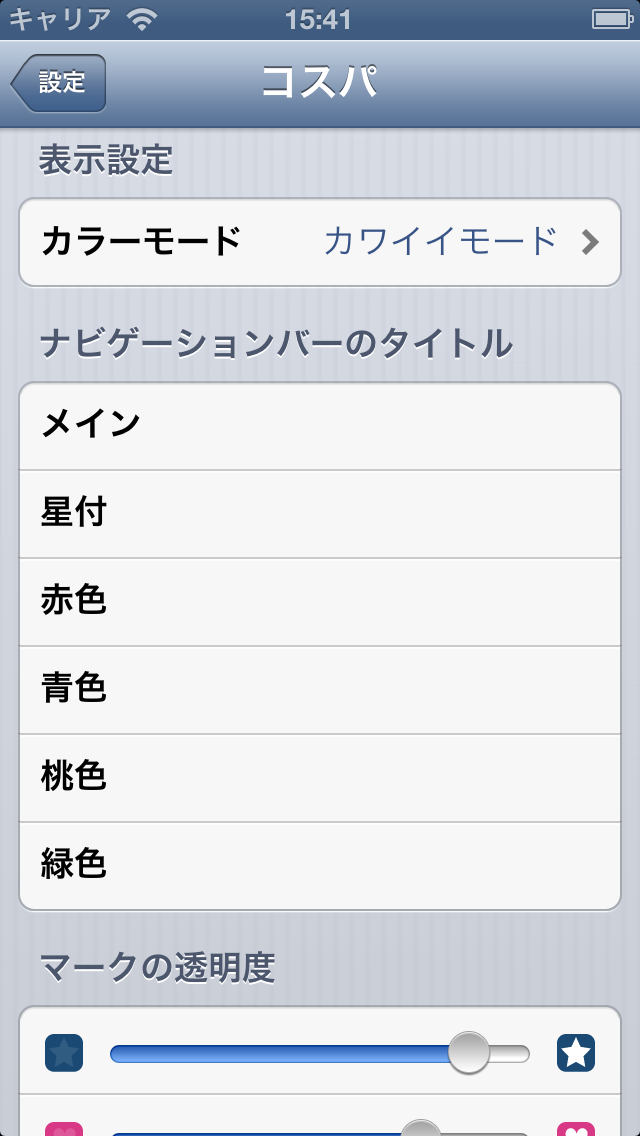 キャリア 15:41
設定 コスパ
表示設定
カラーモード カワイイモード
ナビゲーションバーのタイトル
メイン
星付
赤色
青色
桃色
緑色
マークの透明度